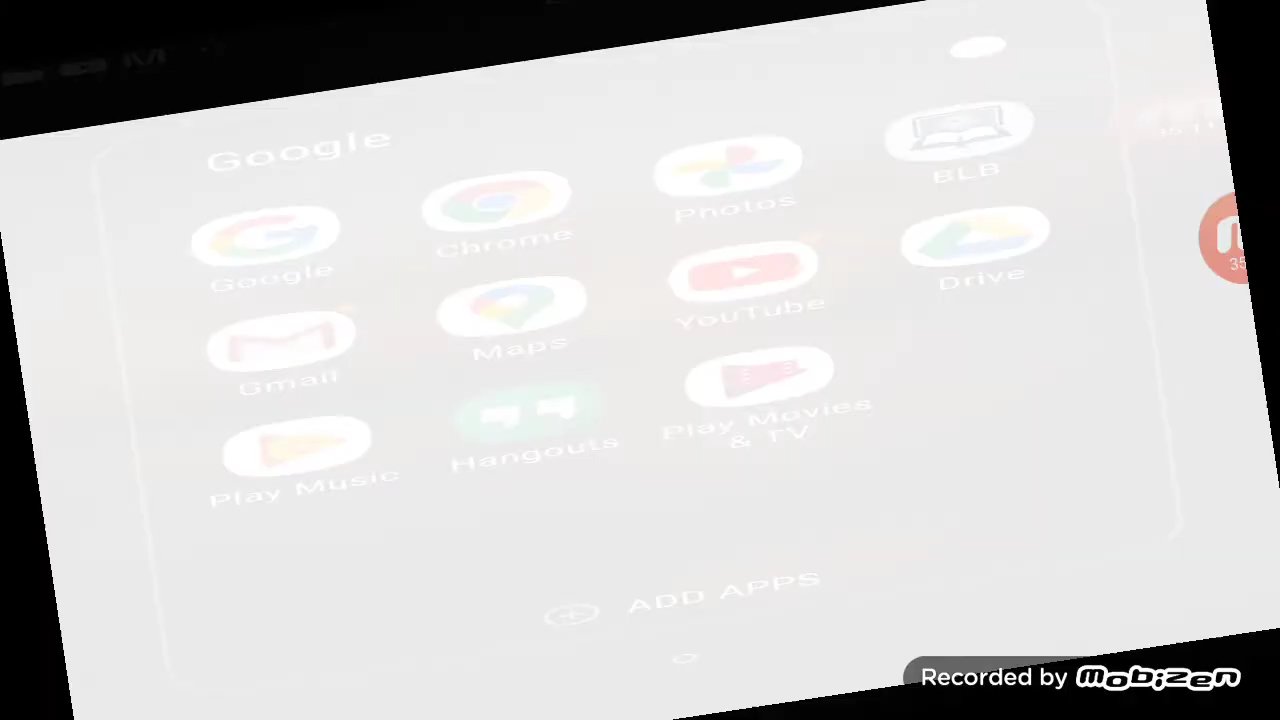 Google
Google
Chrome
Photos
BLB
Gmail
Maps
YouTube
Drive
Play Music
Hangouts
Play Movies
& TV
ADD APPS
35
Recorded by mobizen